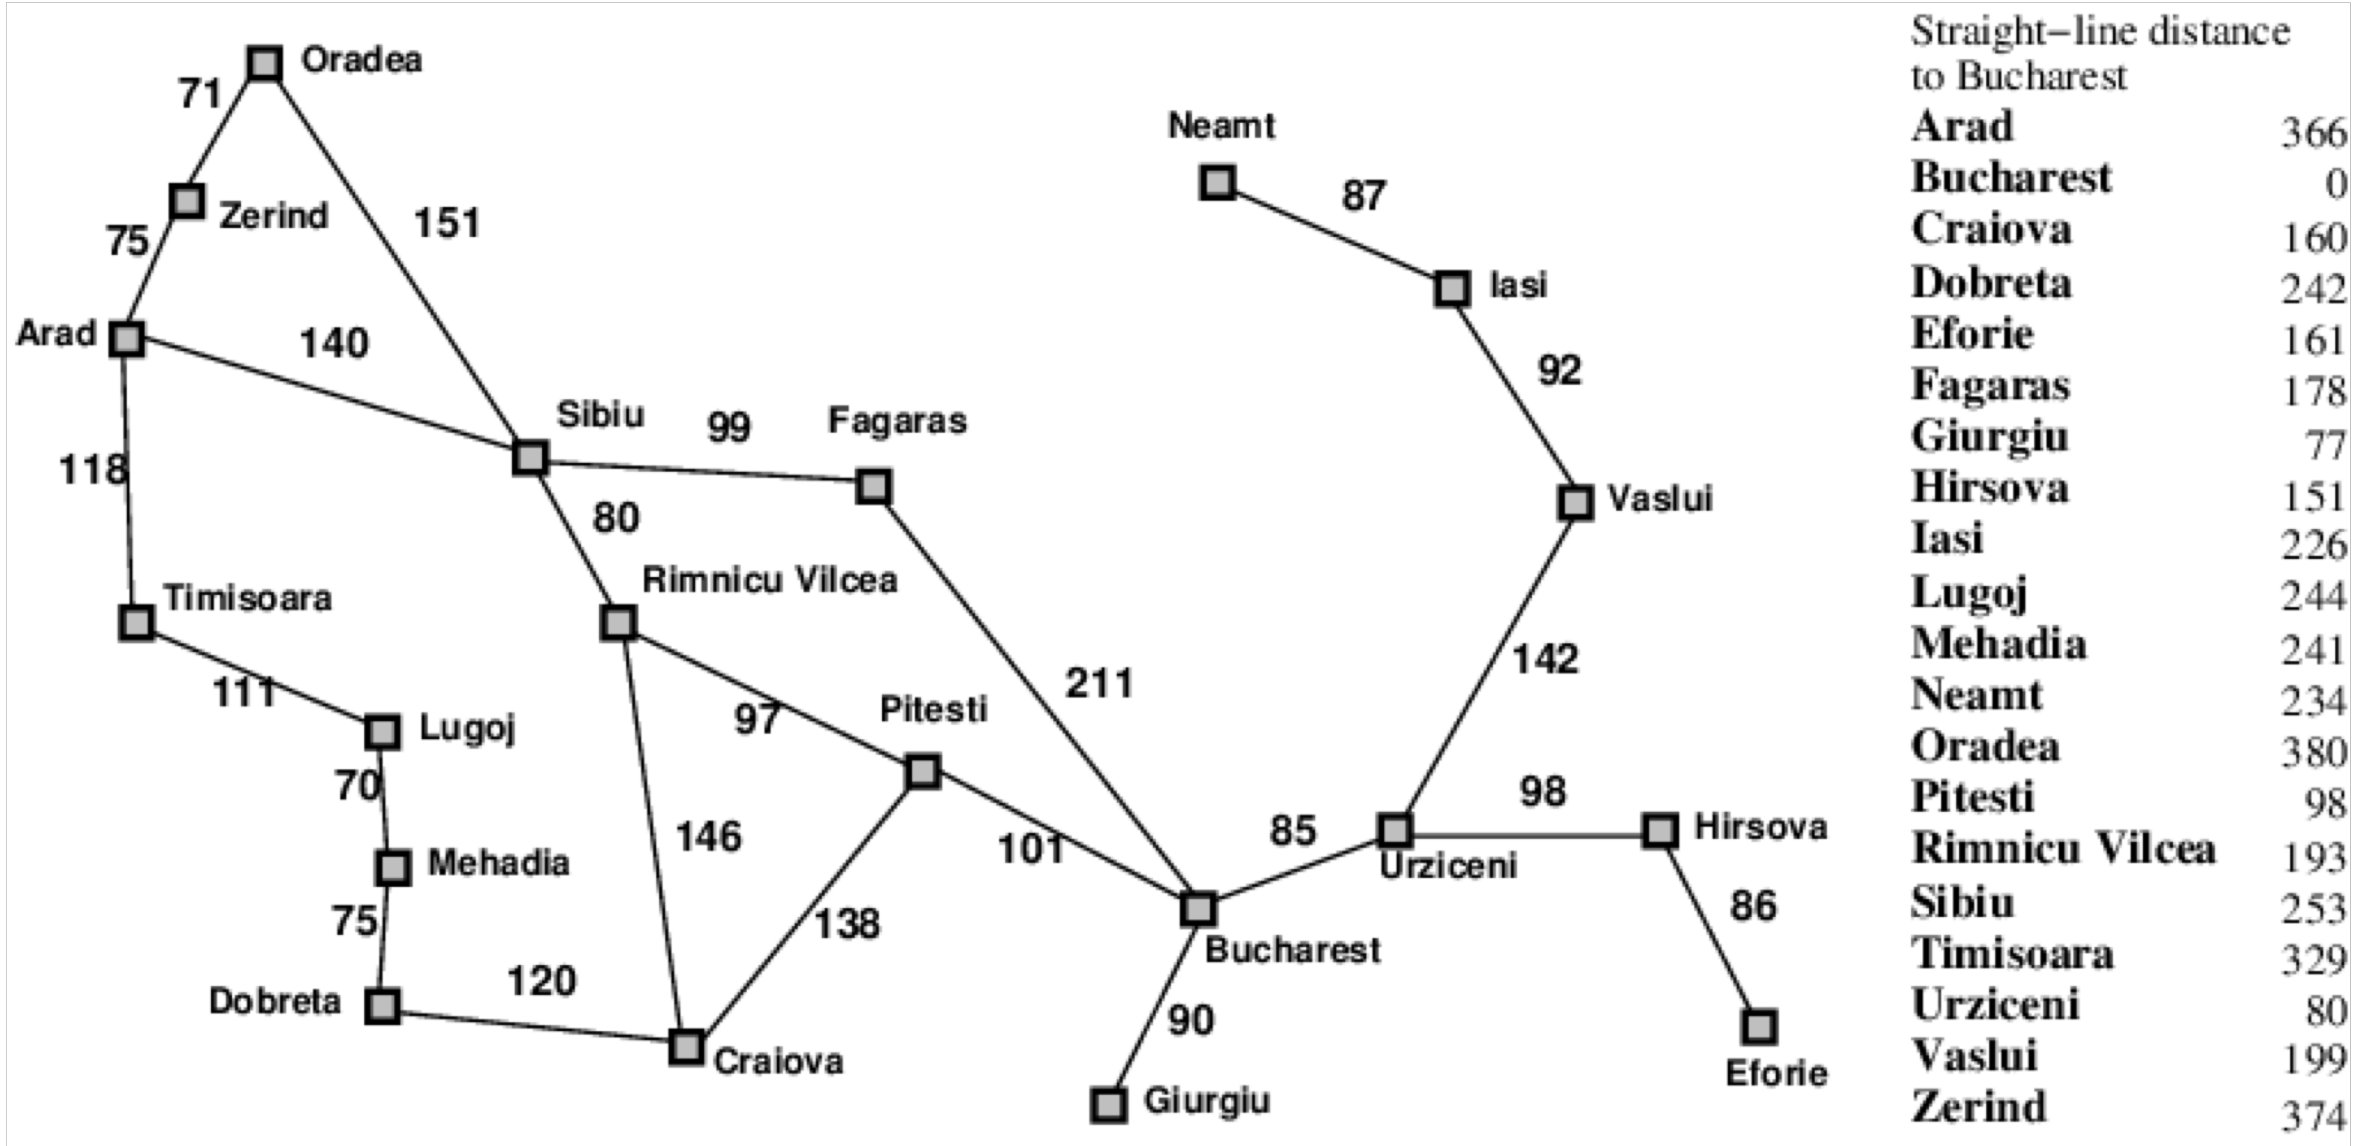 Oradea
71
Neamt
87
Zerind
151
75
Iasi
Arad
140
92
Sibiu
99
Fagaras
118
80
Vaslui
Rimnicu Vilcea
Timisoara
142
211
111
97
Pitesti
Lugoj
70
98
Hirsova
146
101
85
Urziceni
Mehadia
75
138
86
Bucharest
120
Dobreta
90
Craiova
Eforie
Giurgiu
Straight–line distance
to Bucharest
Arad 366
Bucharest 0
Craiova 160
Dobreta 242
Eforie 161
Fagaras 178
Giurgiu 77
Hirsova 151
Iasi 226
Lugoj 244
Mehadia 241
Neamt 234
Oradea 380
Pitesti 98
Rimnicu Vilcea 193
Sibiu 253
Timisoara 329
Urziceni 80
Vaslui 199
Zerind 374